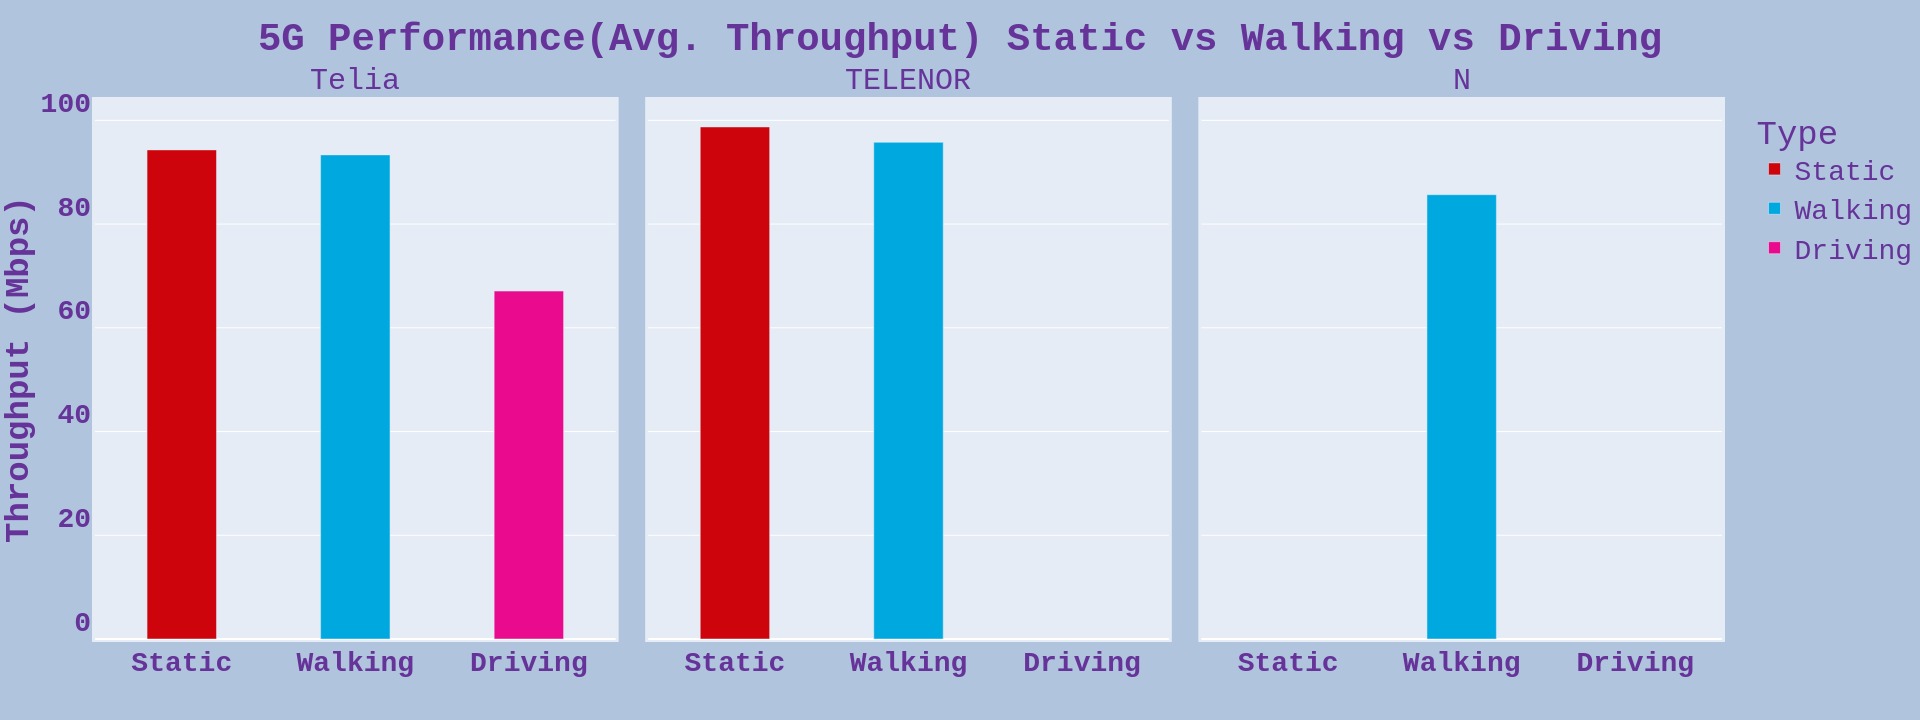 5G Performance(Avg. Throughput) Static vs Walking vs Driving
Telia
TELENOR
N
Throughput (Mbps)
100
80
60
40
20
0
Static Walking Driving
Static Walking Driving
Static Walking Driving
Type
Static
Walking
Driving